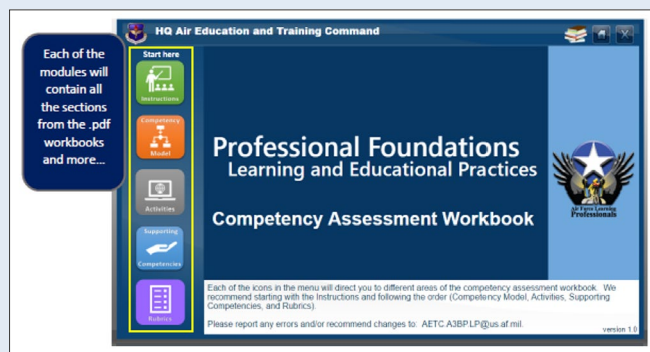 Each of the
modules will
contain all
the sections
from the .pdf
workbooks
and more...
HQ Air Education and Training Command
Start here
Instructions
Competency
Model
Activities
Supporting
Competencies
Rubrics
Professional Foundations
Learning and Educational Practices
Competency Assessment Workbook
Air Force Learning
Professionals
Each of the icons in the menu will direct you to different areas of the competency assessment workbook. We
recommend starting with the Instructions and following the order (Competency Model, Activities, Supporting
Competencies, and Rubrics).
Please report any errors and/or recommend changes to: AETC.A3BP.LP@us.af.mil.
version 1.0